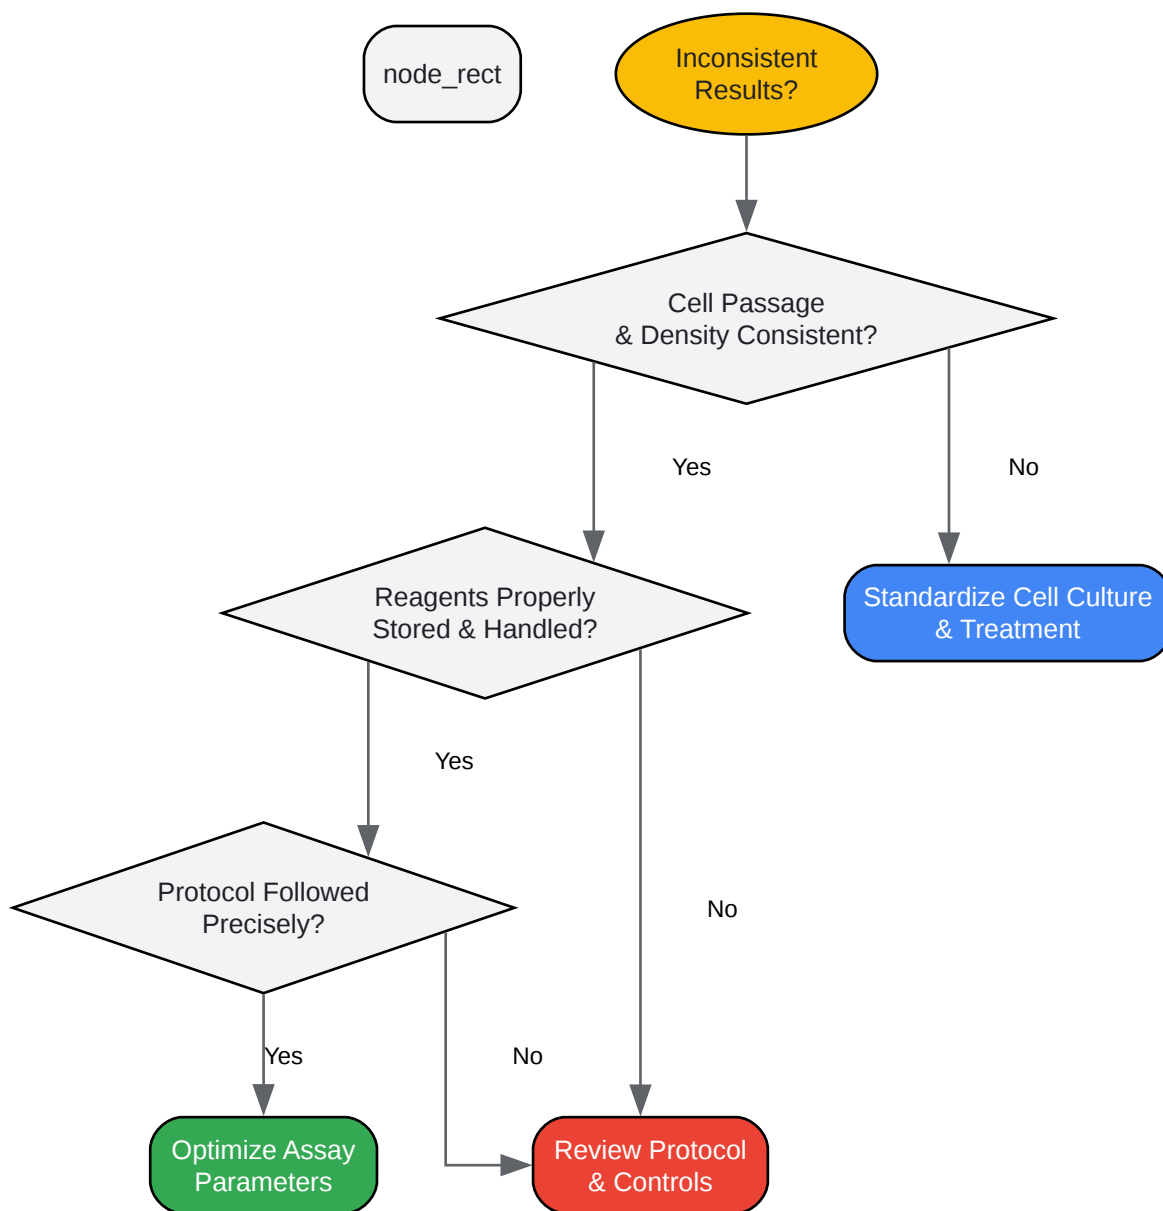 node_rect
Inconsistent
Results?
Cell Passage
& Density Consistent?
Yes
No
Reagents Properly
Stored & Handled?
Standardize Cell Culture
& Treatment
Yes
No
Protocol Followed
Precisely?
Yes
No
Optimize Assay
Parameters
Review Protocol
& Controls